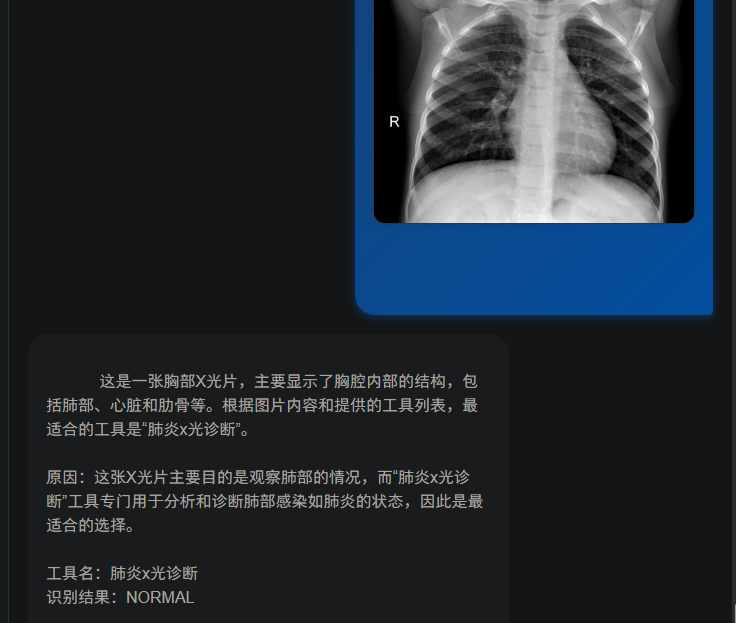 R
这是一张胸部X光片，主要显示了胸腔内部的结构，包
括肺部、心脏和肋骨等。根据图片内容和提供的工具列表，最
适合的工具是“肺炎x光诊断”。
原因：这张X光片主要目的是观察肺部的情况，而“肺炎x光诊
断”工具专门用于分析和诊断肺部感染如肺炎的状态，因此是最
适合的选择。
工具名：肺炎x光诊断
识别结果：NORMAL